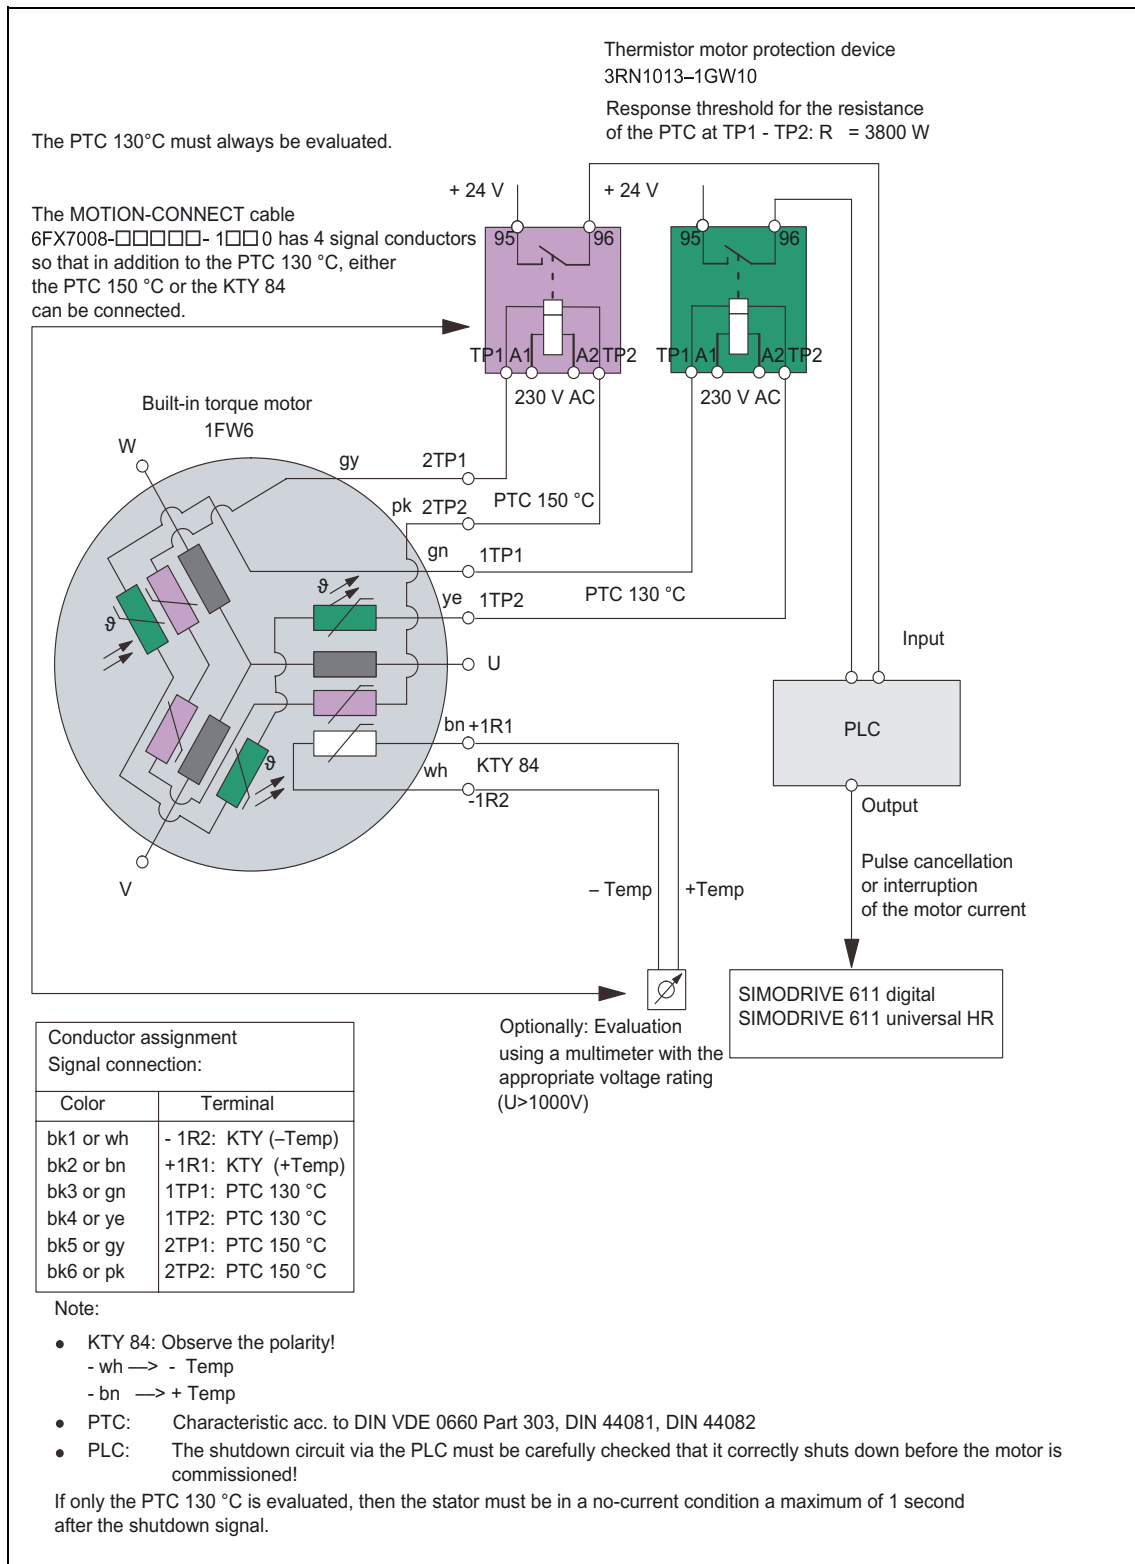 Thermistor motor protection device
3RN1013–1GW10
Response threshold for the resistance
of the PTC at TP1 - TP2: R = 3800 W
The PTC 130°C must always be evaluated.
+ 24 V
+ 24 V
The MOTION-CONNECT cable
6FX7008-□□□□□- 1□□0 has 4 signal conductors
so that in addition to the PTC 130 °C, either
the PTC 150 °C or the KTY 84
can be connected.
95
96
95
96
TP1 A1
A2 TP2
TP1 A1
A2 TP2
230 V AC
230 V AC
Built-in torque motor
1FW6
W
gy
2TP1
pk
2TP2
PTC 150 °C
gn
1TP1
ye
1TP2
PTC 130 °C
ϑ
ϑ
ϑ
U
Input
PLC
bn
+1R1
KTY 84
wh
-1R2
Output
V
– Temp
+Temp
Pulse cancellation
or interruption
of the motor current
SIMODRIVE 611 digital
SIMODRIVE 611 universal HR
Optionally: Evaluation
using a multimeter with the
appropriate voltage rating
(U>1000V)
Conductor assignment
Signal connection:
Color Terminal
bk1 or wh - 1R2: KTY (–Temp)
bk2 or bn +1R1: KTY (+Temp)
bk3 or gn 1TP1: PTC 130 °C
bk4 or ye 1TP2: PTC 130 °C
bk5 or gy 2TP1: PTC 150 °C
bk6 or pk 2TP2: PTC 150 °C
Note:
● KTY 84: Observe the polarity!
- wh —> - Temp
- bn —> + Temp
● PTC: Characteristic acc. to DIN VDE 0660 Part 303, DIN 44081, DIN 44082
● PLC: The shutdown circuit via the PLC must be carefully checked that it correctly shuts down before the motor is
commissioned!
If only the PTC 130 °C is evaluated, then the stator must be in a no-current condition a maximum of 1 second
after the shutdown signal.